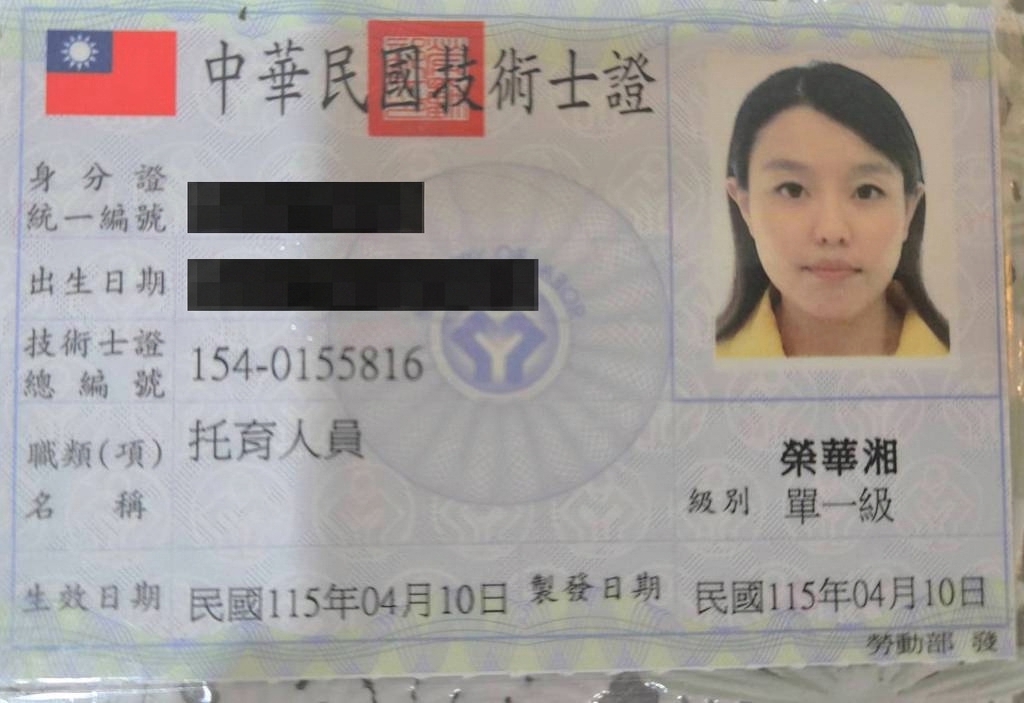 中華民國技術士證
身分證
統一編號
出生日期
技術士證
總編號
154-0155816
職類(項)
名稱
托育人員
榮華湘
級別 單一級
生效日期 民國115年04月10日 製發日期 民國115年04月10日
勞動部 發